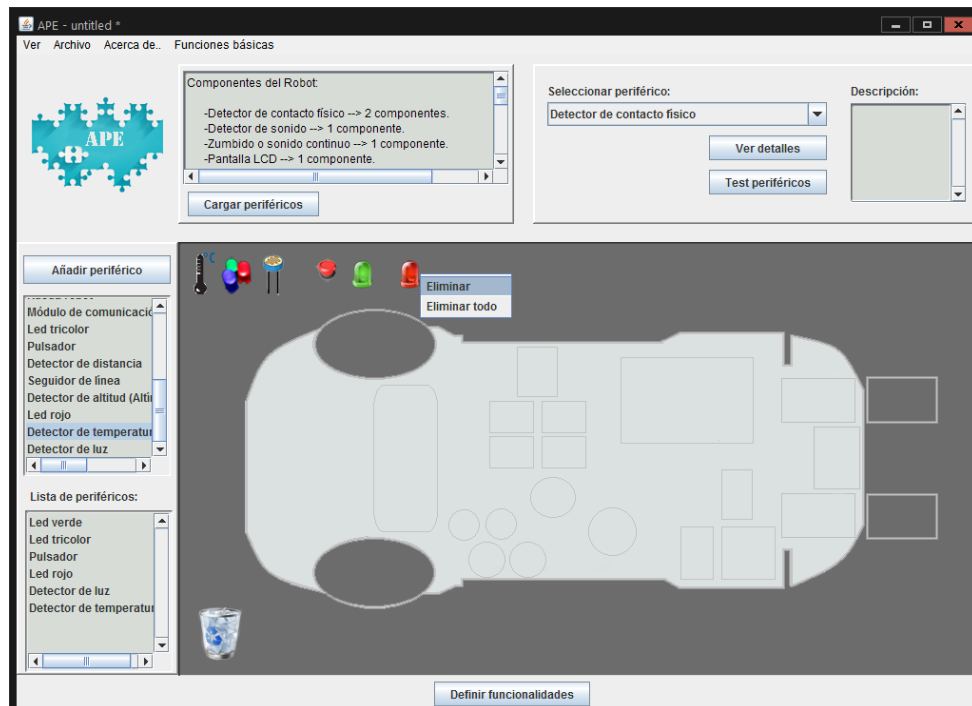 APE - untitled *
Ver Archivo Acerca de.. Funciones básicas
APE
Componentes del Robot:
-Detector de contacto físico --> 2 componentes.
-Detector de sonido --> 1 componente.
-Zumbido o sonido continuo --> 1 componente.
-Pantalla LCD --> 1 componente.
Cargar periféricos
Seleccionar periférico:
Detector de contacto físico
Ver detalles
Test periféricos
Descripción:
Añadir periférico
Módulo de comunicació
Led tricolor
Pulsador
Detector de distancia
Seguidor de línea
Detector de altitud (Altí
Led rojo
Detector de temperatur
Detector de luz
Lista de periféricos:
Led verde
Led tricolor
Pulsador
Led rojo
Detector de luz
Detector de temperatur
°C
Eliminar
Eliminar todo
Definir funcionalidades